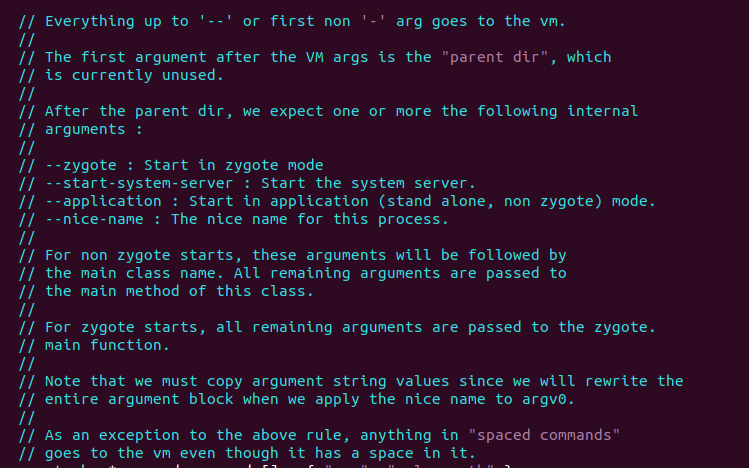 // Everything up to '--' or first non '-' arg goes to the vm.
//
// The first argument after the VM args is the "parent dir", which
// is currently unused.
//
// After the parent dir, we expect one or more the following internal
// arguments :
//
// --zygote : Start in zygote mode
// --start-system-server : Start the system server.
// --application : Start in application (stand alone, non zygote) mode.
// --nice-name : The nice name for this process.
//
// For non zygote starts, these arguments will be followed by
// the main class name. All remaining arguments are passed to
// the main method of this class.
//
// For zygote starts, all remaining arguments are passed to the zygote.
// main function.
//
// Note that we must copy argument string values since we will rewrite the
// entire argument block when we apply the nice name to argv0.
//
// As an exception to the above rule, anything in "spaced commands"
// goes to the vm even though it has a space in it.